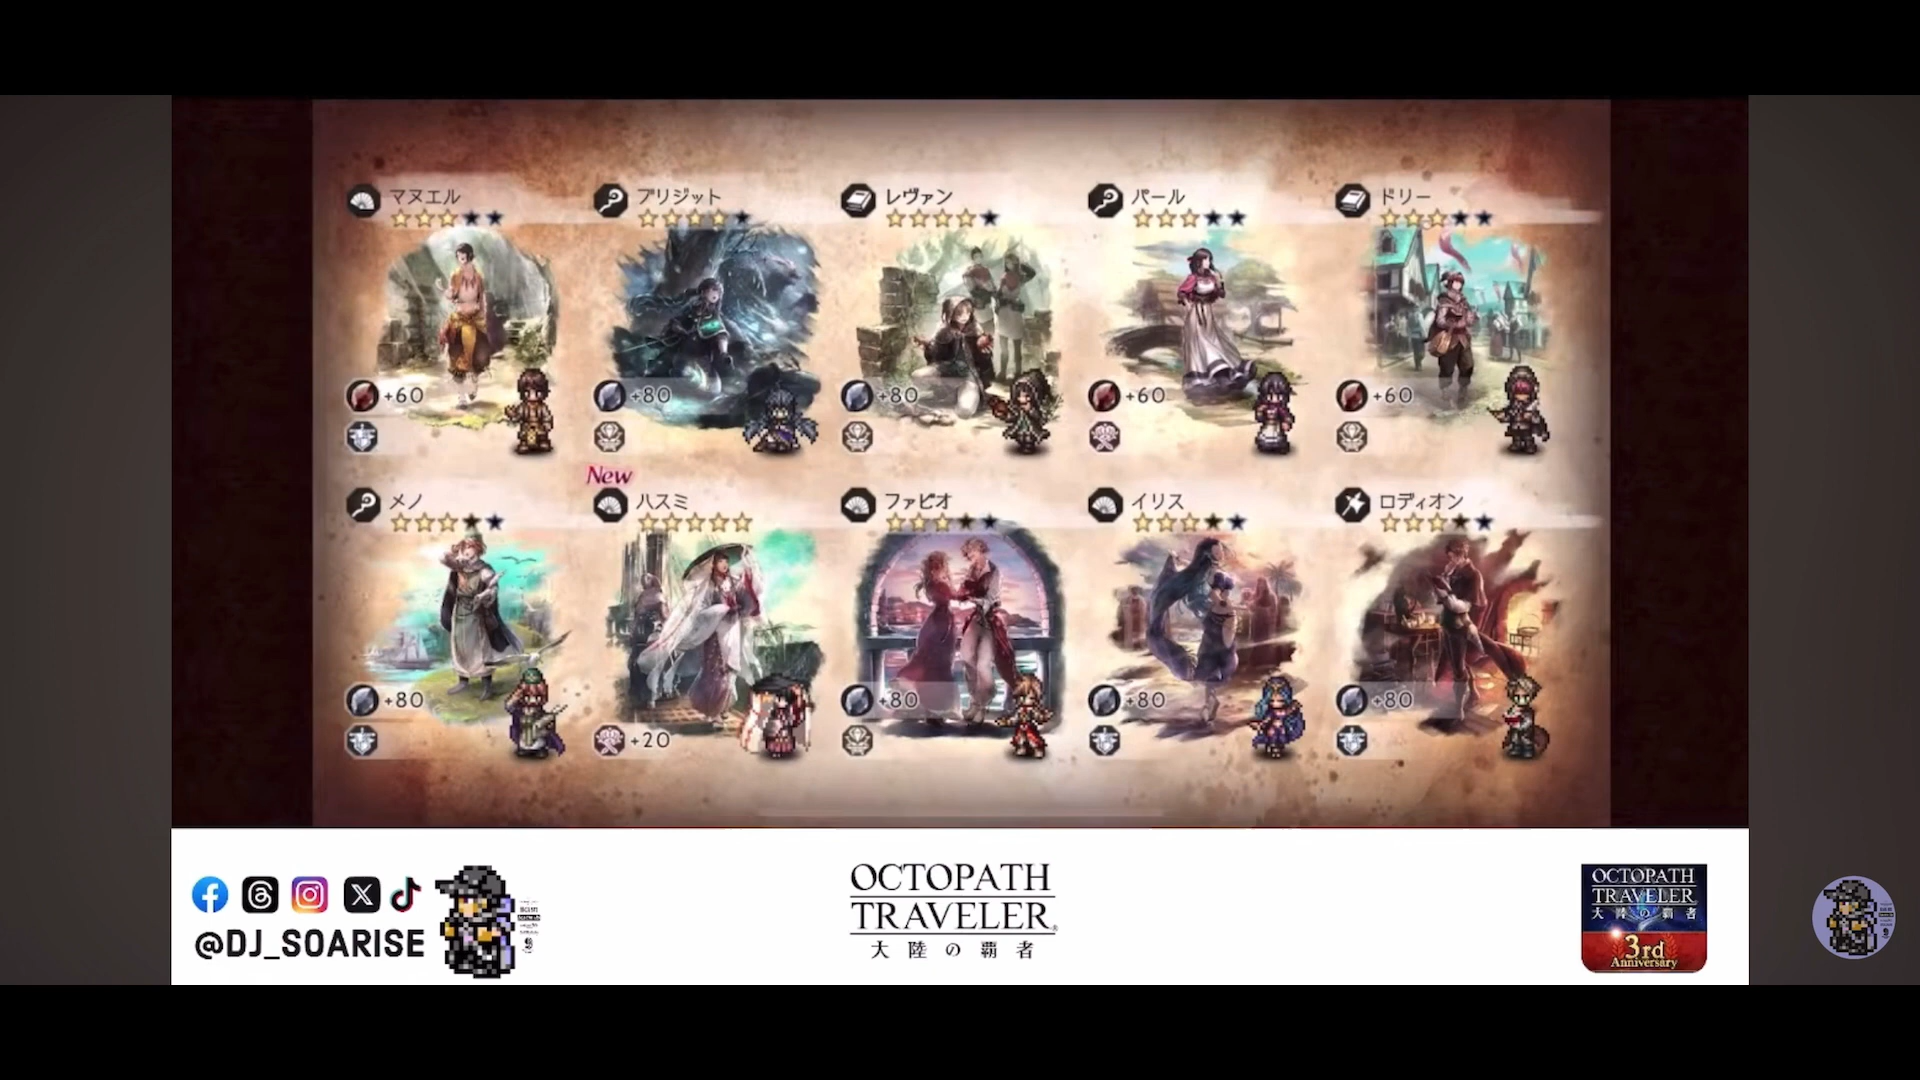 マヌエル
ブリジット
レヴァン
パール
ドリー
+60
+80
+80
+60
+60
New
メノ
ハスミ
ファビオ
イリス
ロディオン
+80
+20
+80
+80
+80
@DJ_SOARISE
OCTOPATH
TRAVELER
大陸の覇者
OCTOPATH
TRAVELER
大陸の覇者
3rd
Anniversary